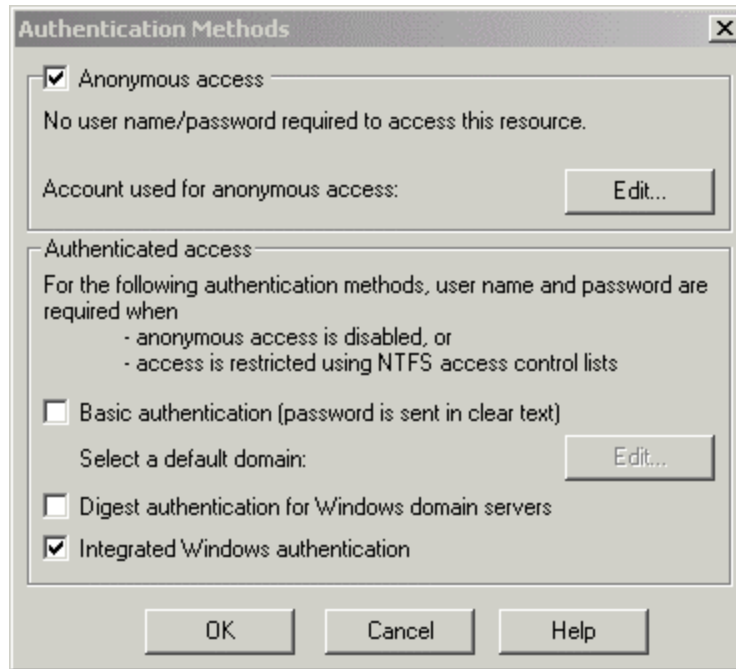 Authentication Methods
Anonymous access
No user name/password required to access this resource.
Account used for anonymous access:
Edit...
Authenticated access
For the following authentication methods, user name and password are
required when
- anonymous access is disabled, or
- access is restricted using NTFS access control lists
Basic authentication (password is sent in clear text)
Select a default domain:
Edit...
Digest authentication for Windows domain servers
Integrated Windows authentication
OK
Cancel
Help